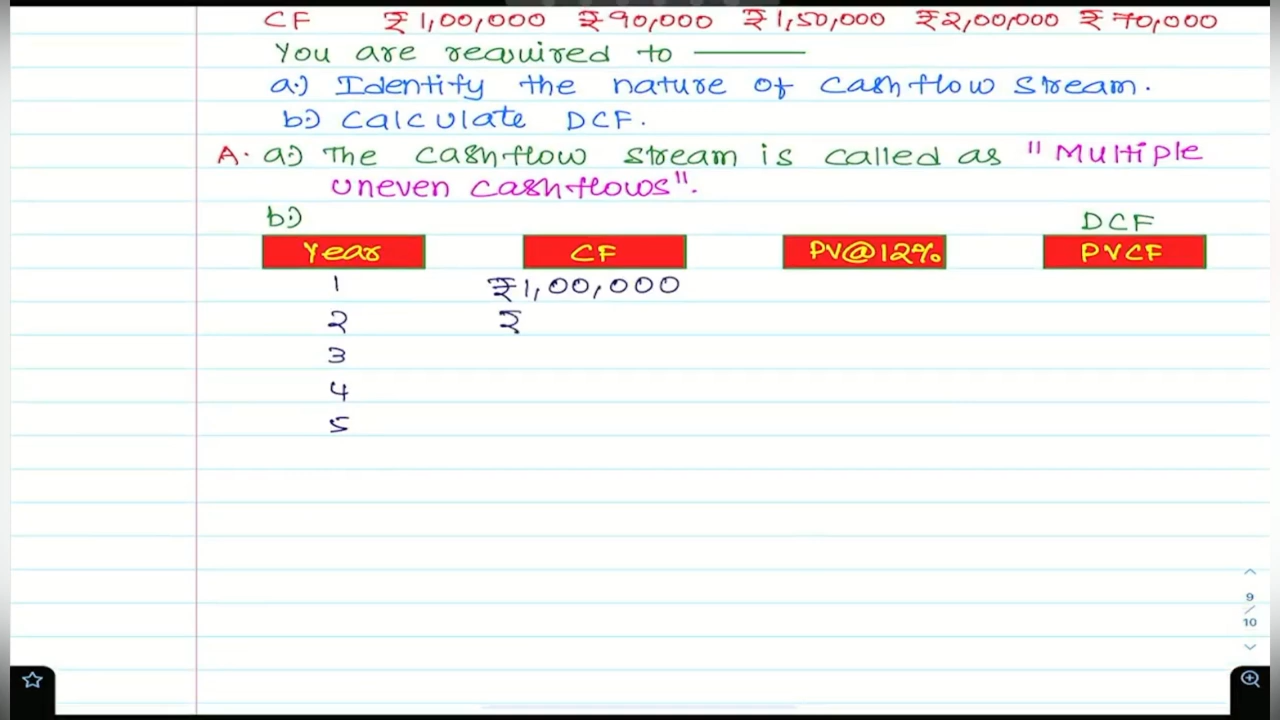 CF ₹1,00,000 ₹90,000 ₹1,50,000 ₹2,00,000 ₹70,000
You are required to ———
a.) Identify the nature of cashflow stream.
b.) Calculate DCF.
A. a.) The cashflow stream is called as "Multiple
uneven cashflows".
b.) DCF
Year CF PV@12% PVCF
1 ₹1,00,000
2 ₹
3
4
5
9
/
10